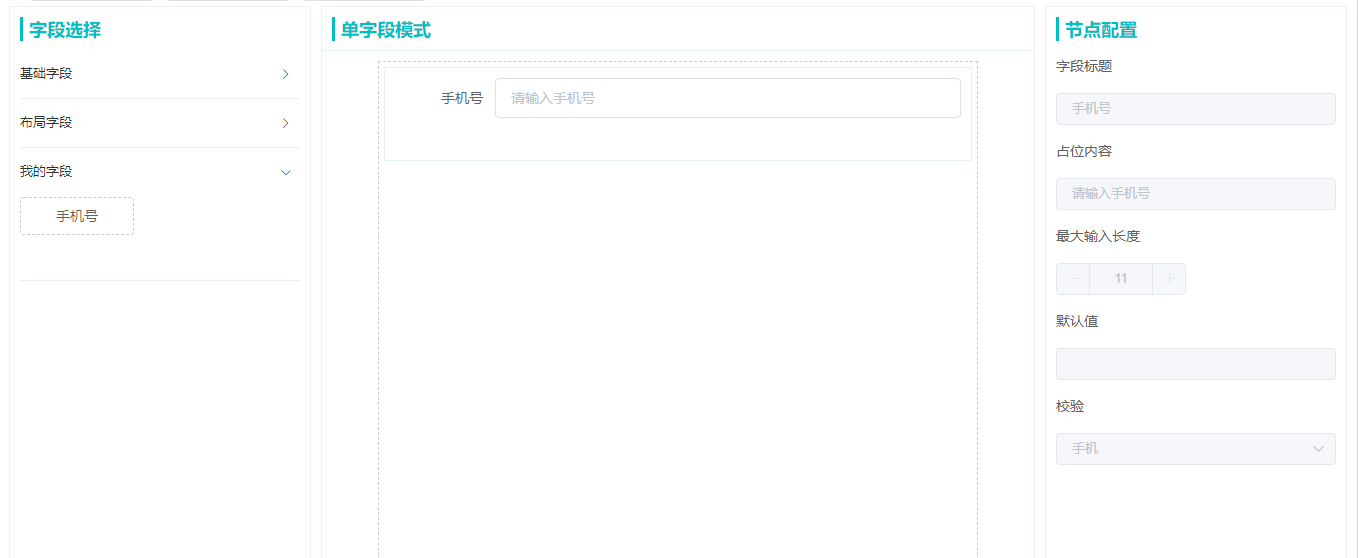 字段选择
基础字段
布局字段
我的字段
手机号
单字段模式
手机号
请输入手机号
节点配置
字段标题
手机号
占位内容
请输入手机号
最大输入长度
11
默认值
校验
手机